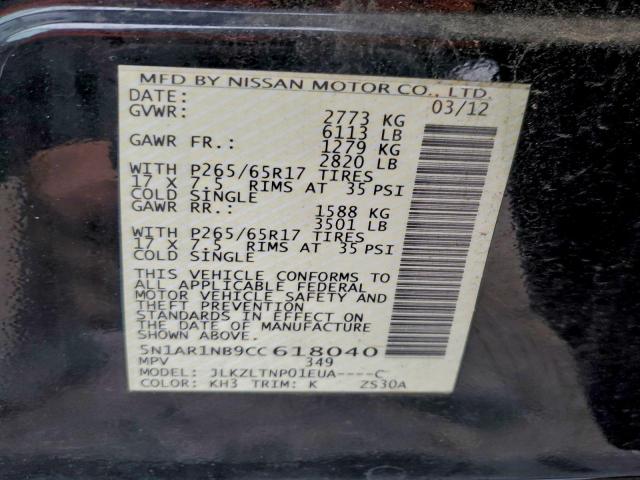 MFD BY NISSAN MOTOR CO., LTD.
DATE: 03/12
GVWR: 2773 KG
6113 LB
GAWR FR.: 1279 KG
2820 LB
WITH P265/65R17 TIRES
17 X 7.5 RIMS AT 35 PSI
COLD SINGLE
GAWR RR.: 1588 KG
3501 LB
WITH P265/65R17 TIRES
17 X 7.5 RIMS AT 35 PSI
COLD SINGLE
THIS VEHICLE CONFORMS TO
ALL APPLICABLE FEDERAL
MOTOR VEHICLE SAFETY AND
THEFT PREVENTION
STANDARDS IN EFFECT ON
THE DATE OF MANUFACTURE
SHOWN ABOVE.
5N1AR1NB9CC618040
MPV 349
MODEL: JLKZLTNP01EUA----C
COLOR: KH3 TRIM: K ZS30A